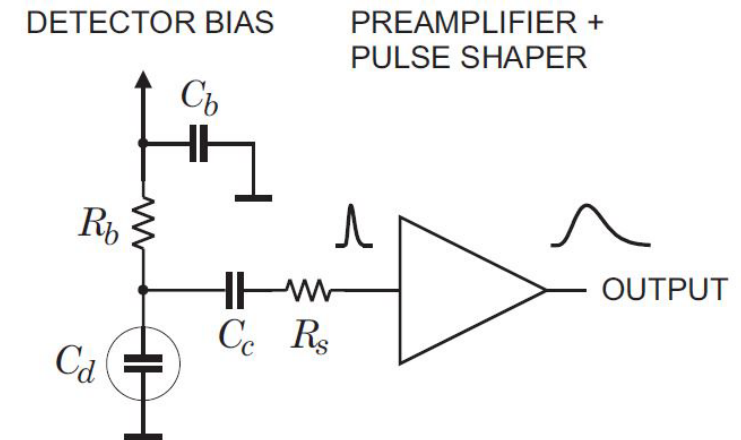 DETECTOR BIAS
PREAMPLIFIER +
PULSE SHAPER
C_b
R_b
OUTPUT
C_c
R_s
C_d